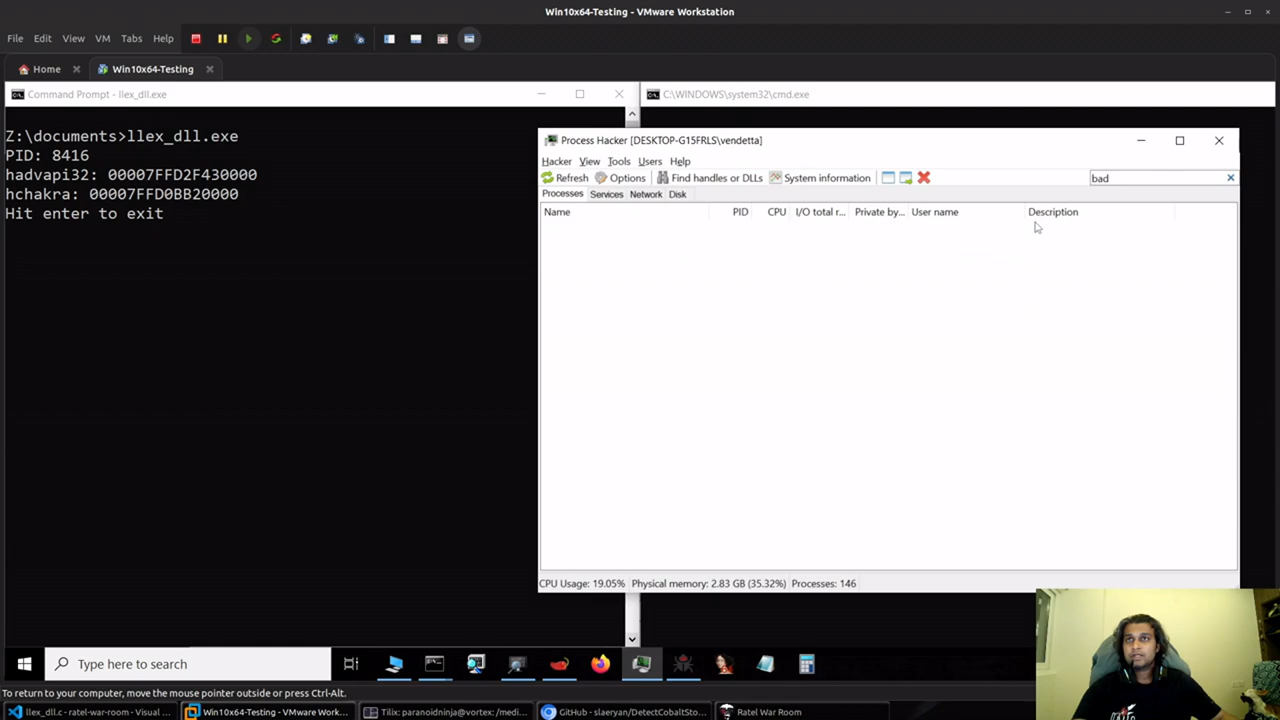 Win10x64-Testing - VMware Workstation
File Edit View VM Tabs Help
Home Win10x64-Testing
Command Prompt - llex_dll.exe
Z:\documents>llex_dll.exe
PID: 8416
hadvapi32: 00007FFD2F430000
hchakra: 00007FFD0BB20000
Hit enter to exit
C:\WINDOWS\system32\cmd.exe
Process Hacker [DESKTOP-G15FRLS\vendetta]
Hacker View Tools Users Help
Refresh Options Find handles or DLLs System information bad
Processes Services Network Disk
Name PID CPU I/O total r... Private by... User name Description
CPU Usage: 19.05% Physical memory: 2.83 GB (35.32%) Processes: 146
Type here to search
To return to your computer, move the mouse pointer outside or press Ctrl-Alt.
llex_dll.c - ratel-war-room - Visual ... Win10x64-Testing - VMware Work... Tilix: paranoidninja@vortex: /medi... GitHub - slaeryan/DetectCobaltSto... Ratel War Room